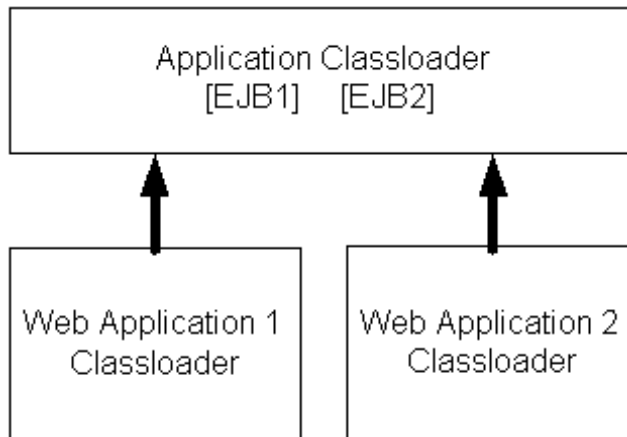 Application Classloader
[EJB1] [EJB2]
Web Application 1
Classloader
Web Application 2
Classloader